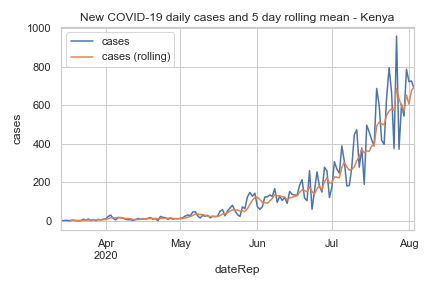 New COVID-19 daily cases and 5 day rolling mean - Kenya
cases
cases (rolling)
1000
800
600
400
200
0
cases
Apr
2020
May
Jun
Jul
Aug
dateRep